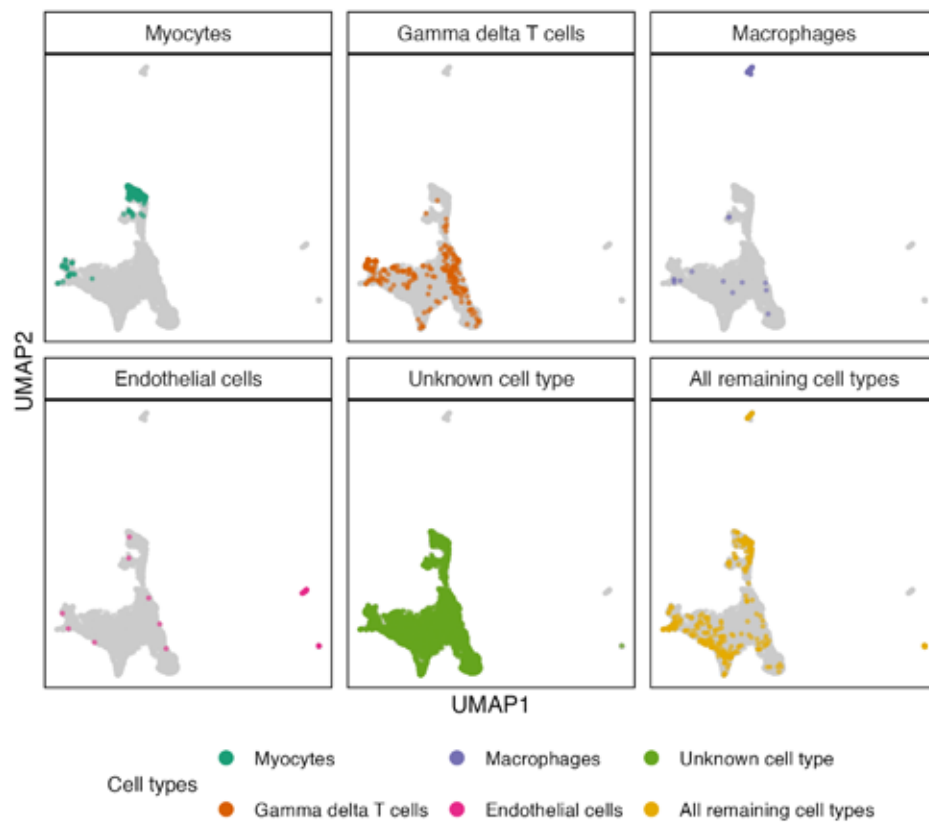 Myocytes
Gamma delta T cells
Macrophages
Endothelial cells
Unknown cell type
All remaining cell types
UMAP2
UMAP1
Cell types
Myocytes
Macrophages
Unknown cell type
Gamma delta T cells
Endothelial cells
All remaining cell types